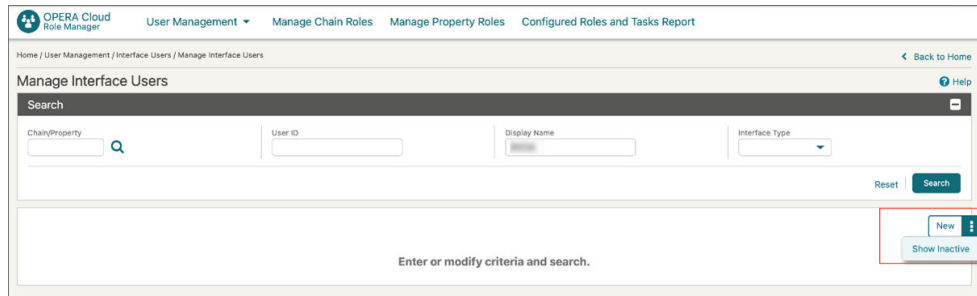 OPERA Cloud
Role Manager
User Management
Manage Chain Roles
Manage Property Roles
Configured Roles and Tasks Report
Home / User Management / Interface Users / Manage Interface Users
Back to Home
Manage Interface Users
Help
Search
Chain/Property
User ID
Display Name
Interface Type
Reset
Search
New
Show Inactive
Enter or modify criteria and search.